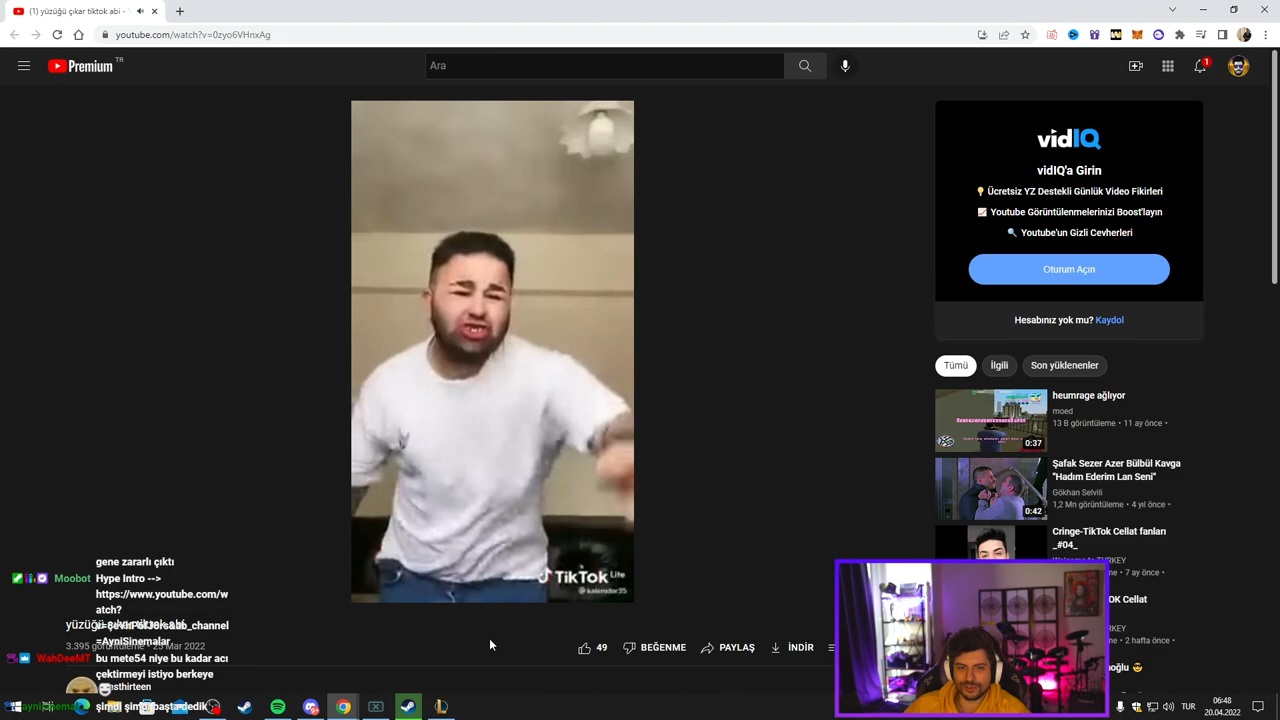 (1) yüzüğü çıkar tiktok abi -
youtube.com/watch?v=0zyo6VHnxAg
Premium TR
Ara
1
vidIQ
vidIQ'a Girin
Ücretsiz YZ Destekli Günlük Video Fikirleri
Youtube Görüntülenmelerinizi Boost'layın
Youtube'un Gizli Cevherleri
Oturum Açın
Hesabınız yok mu? Kaydol
Tümü
İlgili
Son yüklenenler
heumrage ağlıyor
moed
13 B görüntüleme • 11 ay önce •
0:37
Şafak Sezer Azer Bülbül Kavga
"Hadım Ederim Lan Seni"
Gökhan Selvili
1,2 Mn görüntüleme • 4 yıl önce •
0:42
Cringe-TikTok Cellat fanları
_#04_
7 ay önce •
OK Cellat
2 hafta önce •
TikTok Lite
@kalemdar35
gene zararlı çıktı
Moobot Hype Intro -->
https://www.youtube.com/w
atch?
=AyniSinemalar
WahDeeMT bu mete54 niye bu kadar acı
çektirmeyi istiyo berkeye
3.395 görüntüleme • 25 Mar 2022
49
BEĞENME
PAYLAŞ
İNDİR
TUR
06:48
20.04.2022